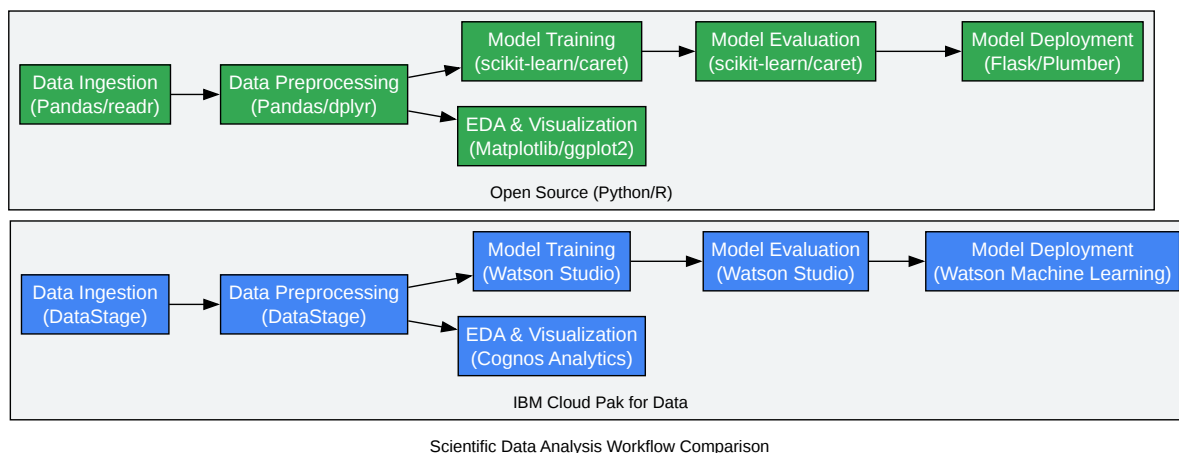 Data Ingestion
(Pandas/readr)
Data Preprocessing
(Pandas/dplyr)
Model Training
(scikit-learn/caret)
Model Evaluation
(scikit-learn/caret)
Model Deployment
(Flask/Plumber)
EDA & Visualization
(Matplotlib/ggplot2)
Open Source (Python/R)
Data Ingestion
(DataStage)
Data Preprocessing
(DataStage)
Model Training
(Watson Studio)
Model Evaluation
(Watson Studio)
Model Deployment
(Watson Machine Learning)
EDA & Visualization
(Cognos Analytics)
IBM Cloud Pak for Data
Scientific Data Analysis Workflow Comparison